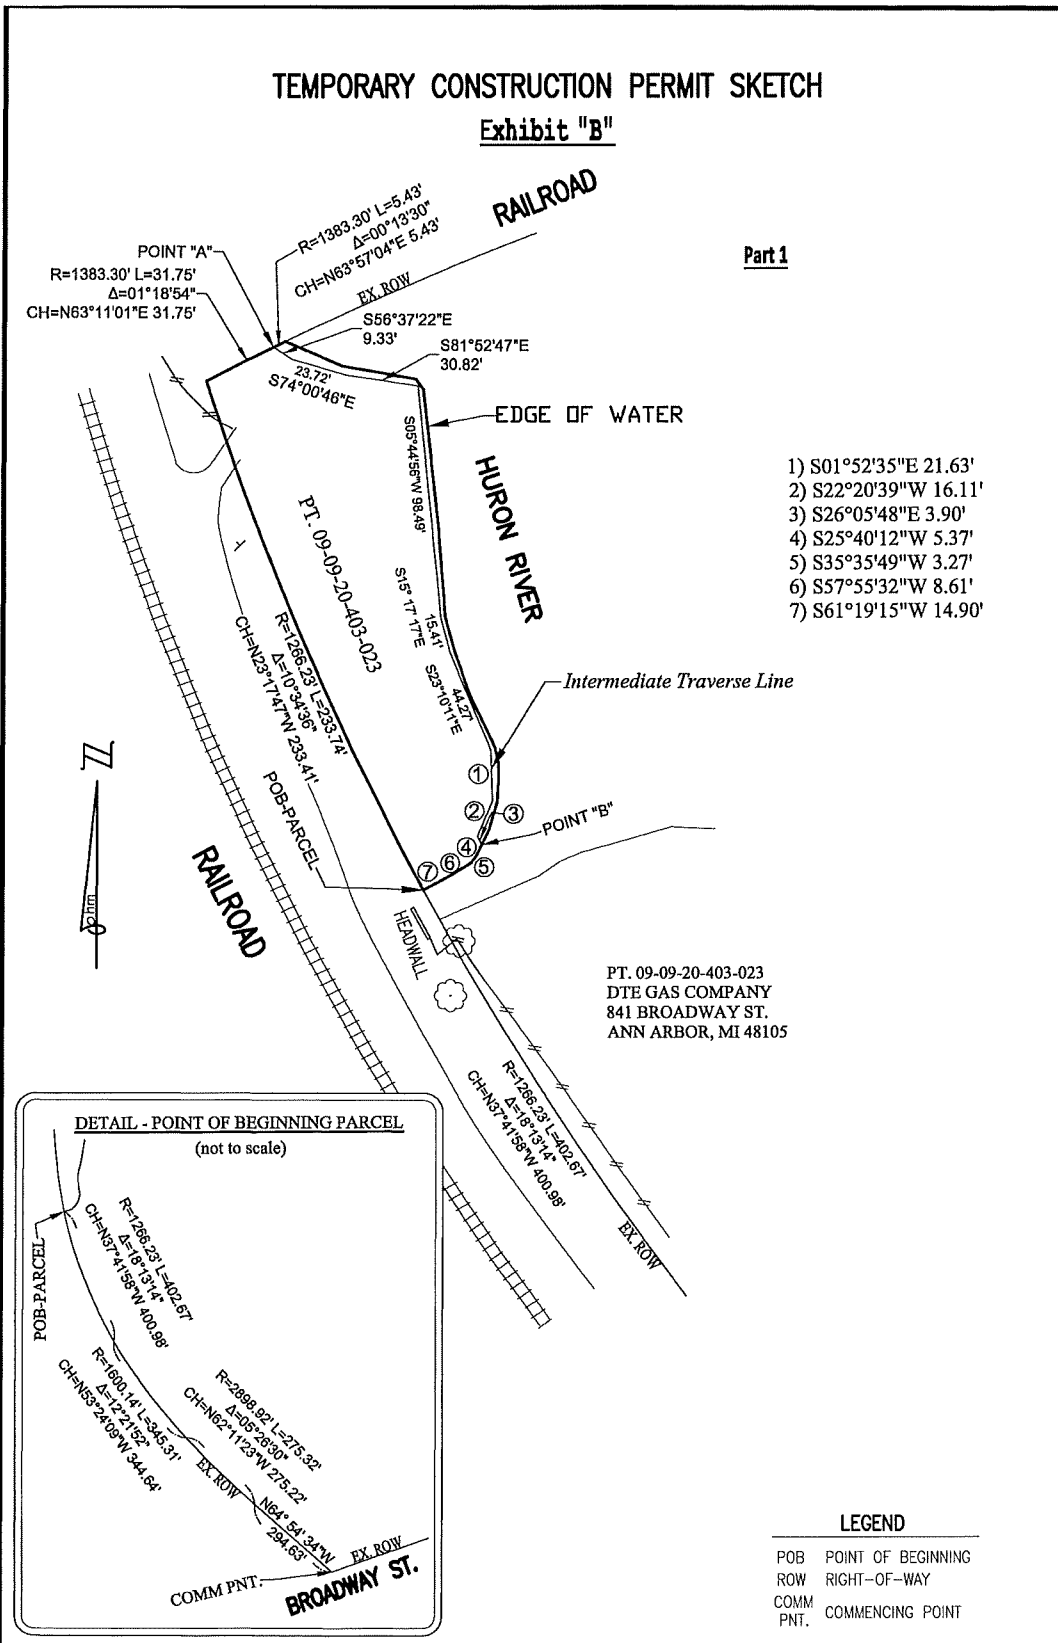 TEMPORARY CONSTRUCTION PERMIT SKETCH
Exhibit "B"
Part 1
RAILROAD
R=1383.30' L=5.43'
Δ=00°13'30"
CH=N63°57'04"E 5.43'
EX. ROW
POINT "A"
R=1383.30' L=31.75'
Δ=01°18'54"
CH=N63°11'01"E 31.75'
S56°37'22"E
9.33'
S81°52'47"E
30.82'
23.72'
S74°00'46"E
EDGE OF WATER
S05°44'56"W 98.49'
HURON RIVER
1) S01°52'35"E 21.63'
2) S22°20'39"W 16.11'
3) S26°05'48"E 3.90'
4) S25°40'12"W 5.37'
5) S35°35'49"W 3.27'
6) S57°55'32"W 8.61'
7) S61°19'15"W 14.90'
PT. 09-09-20-403-023
15.41'
S15° 17' 17"E
44.27'
S23°10'11"E
R=1266.23' L=233.74'
Δ=10°34'36"
CH=N23°17'47"W 233.41'
Intermediate Traverse Line
1
2
3
4
5
6
7
POINT "B"
POB-PARCEL
RAILROAD
Z
ohm
HEADWALL
PT. 09-09-20-403-023
DTE GAS COMPANY
841 BROADWAY ST.
ANN ARBOR, MI 48105
R=1266.23' L=402.67'
Δ=18°13'14"
CH=N37°41'58"W 400.98'
EX. ROW
DETAIL - POINT OF BEGINNING PARCEL
(not to scale)
R=1266.23' L=402.67'
Δ=18°13'14"
CH=N37°41'58"W 400.98'
POB-PARCEL
R=1600.14' L=345.31'
Δ=12°21'52"
CH=N53°24'09"W 344.64'
R=2898.92' L=275.32'
Δ=05°26'30"
CH=N62°11'23"W 275.22'
EX. ROW
N64° 54' 34"W
294.63'
EX. ROW
COMM PNT.
BROADWAY ST.
LEGEND
POB POINT OF BEGINNING
ROW RIGHT-OF-WAY
COMM PNT. COMMENCING POINT